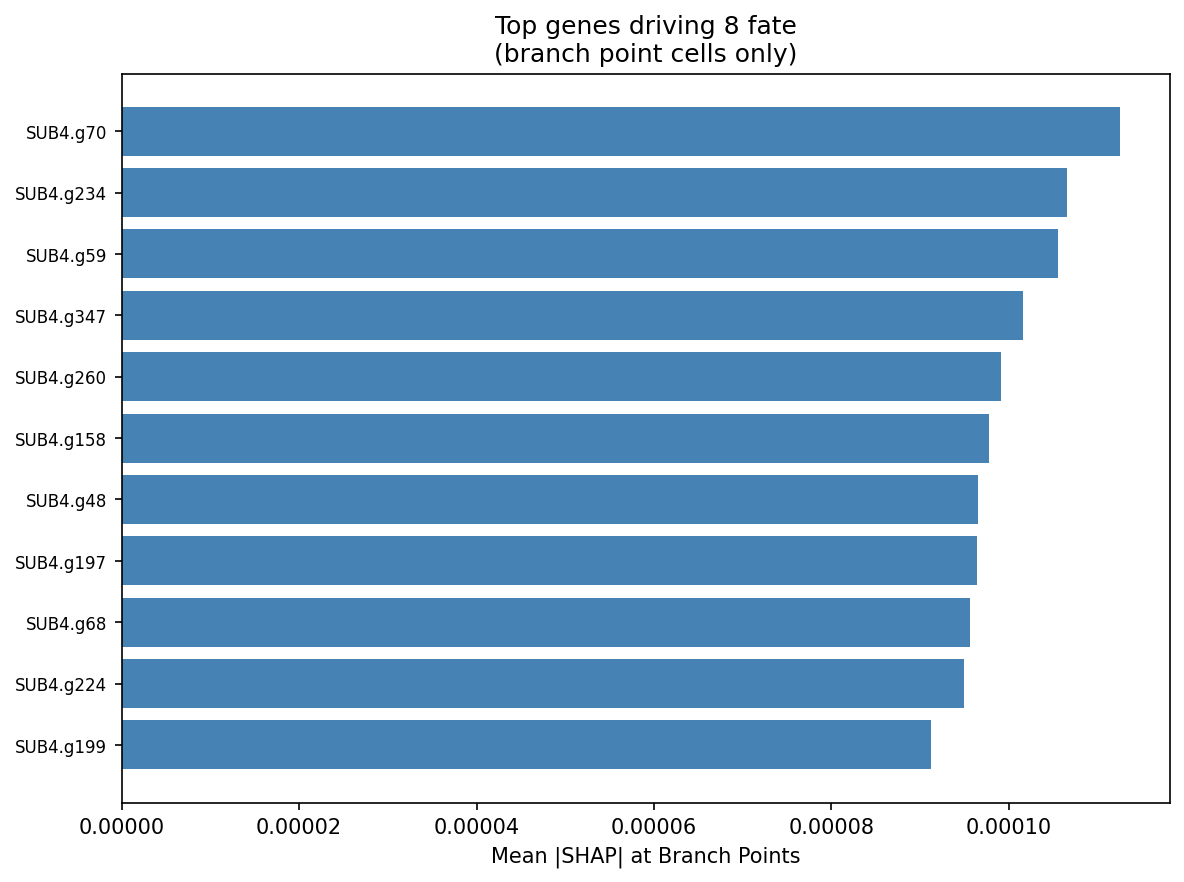 Top genes driving 8 fate
(branch point cells only)
SUB4.g70
SUB4.g234
SUB4.g59
SUB4.g347
SUB4.g260
SUB4.g158
SUB4.g48
SUB4.g197
SUB4.g68
SUB4.g224
SUB4.g199
0.00000 0.00002 0.00004 0.00006 0.00008 0.00010
Mean |SHAP| at Branch Points